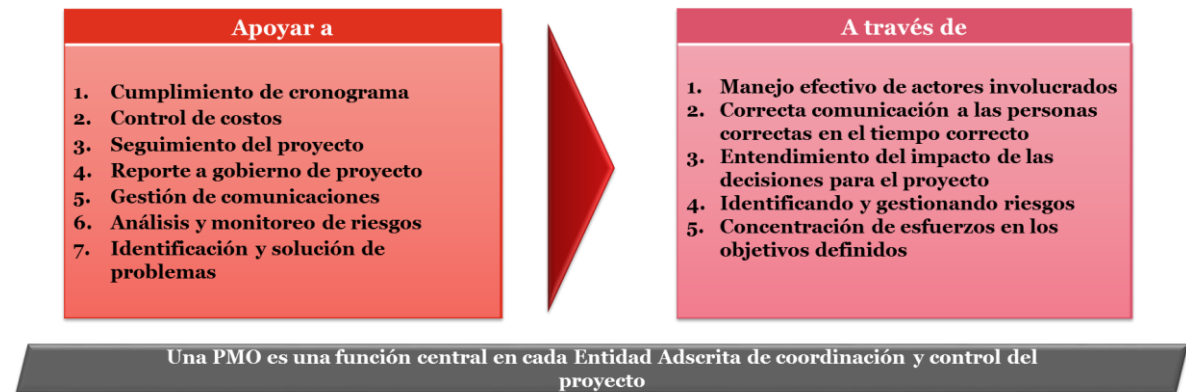 Apoyar a
1. Cumplimiento de cronograma
2. Control de costos
3. Seguimiento del proyecto
4. Reporte a gobierno de proyecto
5. Gestión de comunicaciones
6. Análisis y monitoreo de riesgos
7. Identificación y solución de
problemas
A través de
1. Manejo efectivo de actores involucrados
2. Correcta comunicación a las personas
correctas en el tiempo correcto
3. Entendimiento del impacto de las
decisiones para el proyecto
4. Identificando y gestionando riesgos
5. Concentración de esfuerzos en los
objetivos definidos
Una PMO es una función central en cada Entidad Adscrita de coordinación y control del
proyecto